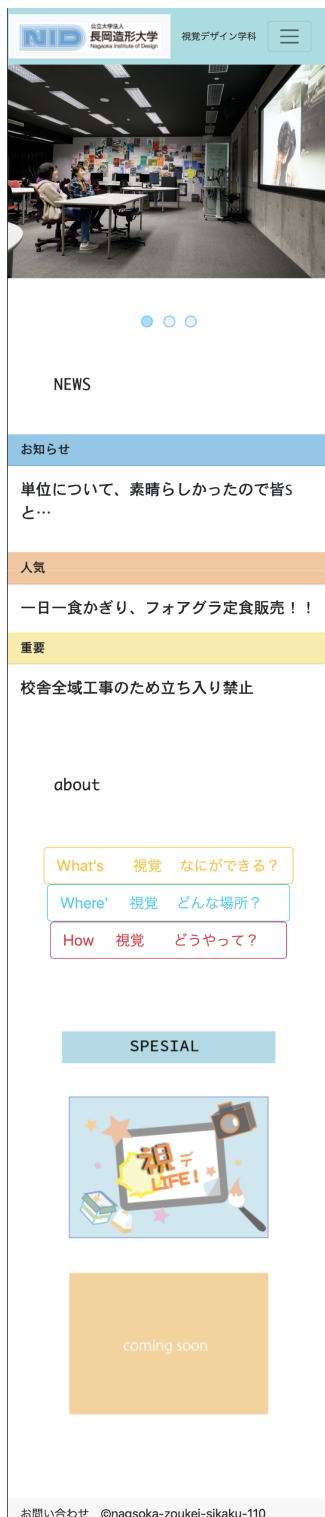 NID
公立大学法人
長岡造形大学
Nagaoka Institute of Design
視覚デザイン学科
NEWS
お知らせ
単位について、素晴らしかったので皆S
と…
人気
一日一食かぎり、フォアグラ定食販売！！
重要
校舎全域工事のため立ち入り禁止
about
What's 視覚 なにができる？
Where' 視覚 どんな場所？
How 視覚 どうやって？
SPESIAL
視デ
LIFE!
coming soon
お問い合わせ ©nagsoka-zoukei-sikaku-110